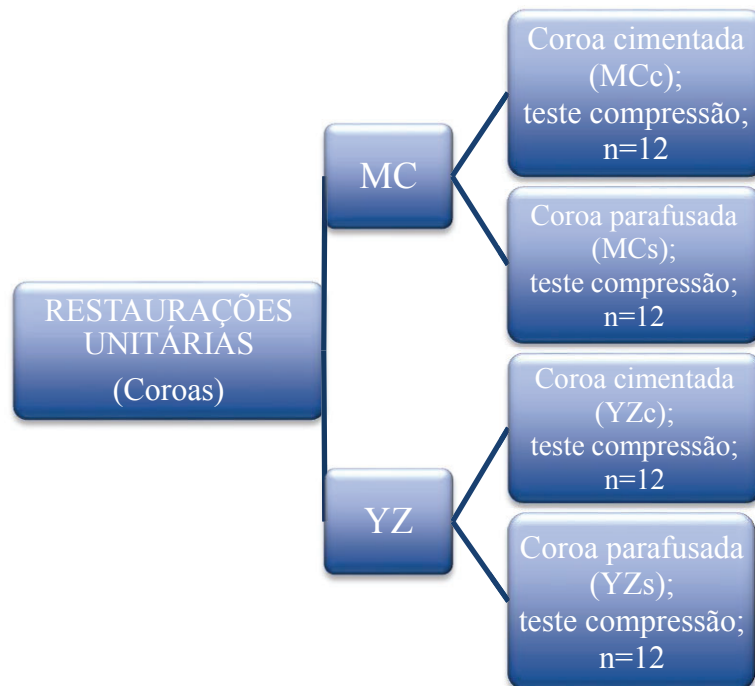 RESTAURAÇÕES
UNITÁRIAS
(Coroas)
MC
Coroa cimentada
(MCc);
teste compressão;
n=12
Coroa parafusada
(MCs);
teste compressão;
n=12
YZ
Coroa cimentada
(YZc);
teste compressão;
n=12
Coroa parafusada
(YZs);
teste compressão;
n=12